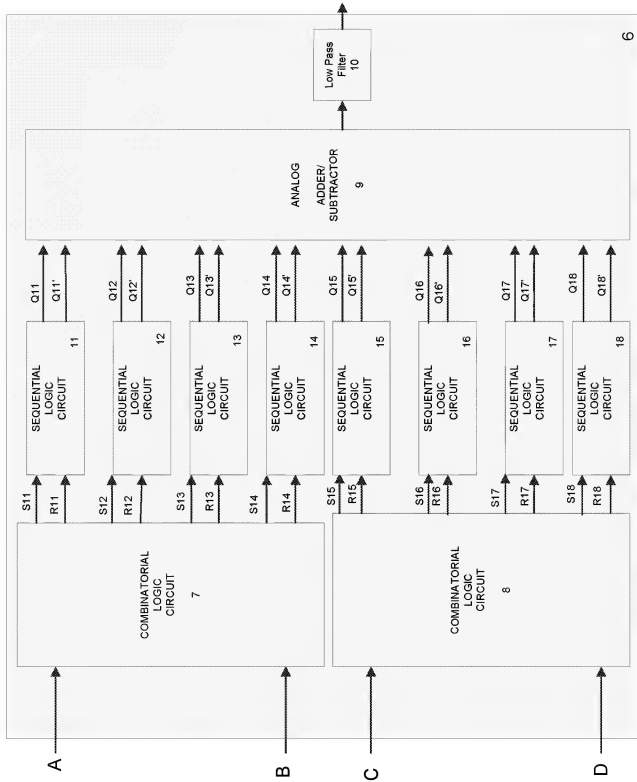 6
Low Pass
Filter
10
ANALOG
ADDER/
SUBTRACTOR
9
Q11
Q11'
Q12
Q12'
Q13
Q13'
Q14
Q14'
Q15
Q15'
Q16
Q16'
Q17
Q17'
Q18
Q18'
SEQUENTIAL
LOGIC
CIRCUIT
11
SEQUENTIAL
LOGIC
CIRCUIT
12
SEQUENTIAL
LOGIC
CIRCUIT
13
SEQUENTIAL
LOGIC
CIRCUIT
14
SEQUENTIAL
LOGIC
CIRCUIT
15
SEQUENTIAL
LOGIC
CIRCUIT
16
SEQUENTIAL
LOGIC
CIRCUIT
17
SEQUENTIAL
LOGIC
CIRCUIT
18
S11
R11
S12
R12
S13
R13
S14
R14
S15
R15
S16
R16
S17
R17
S18
R18
COMBINATORIAL
LOGIC
CIRCUIT
7
COMBINATORIAL
LOGIC
CIRCUIT
8
A
B
C
D